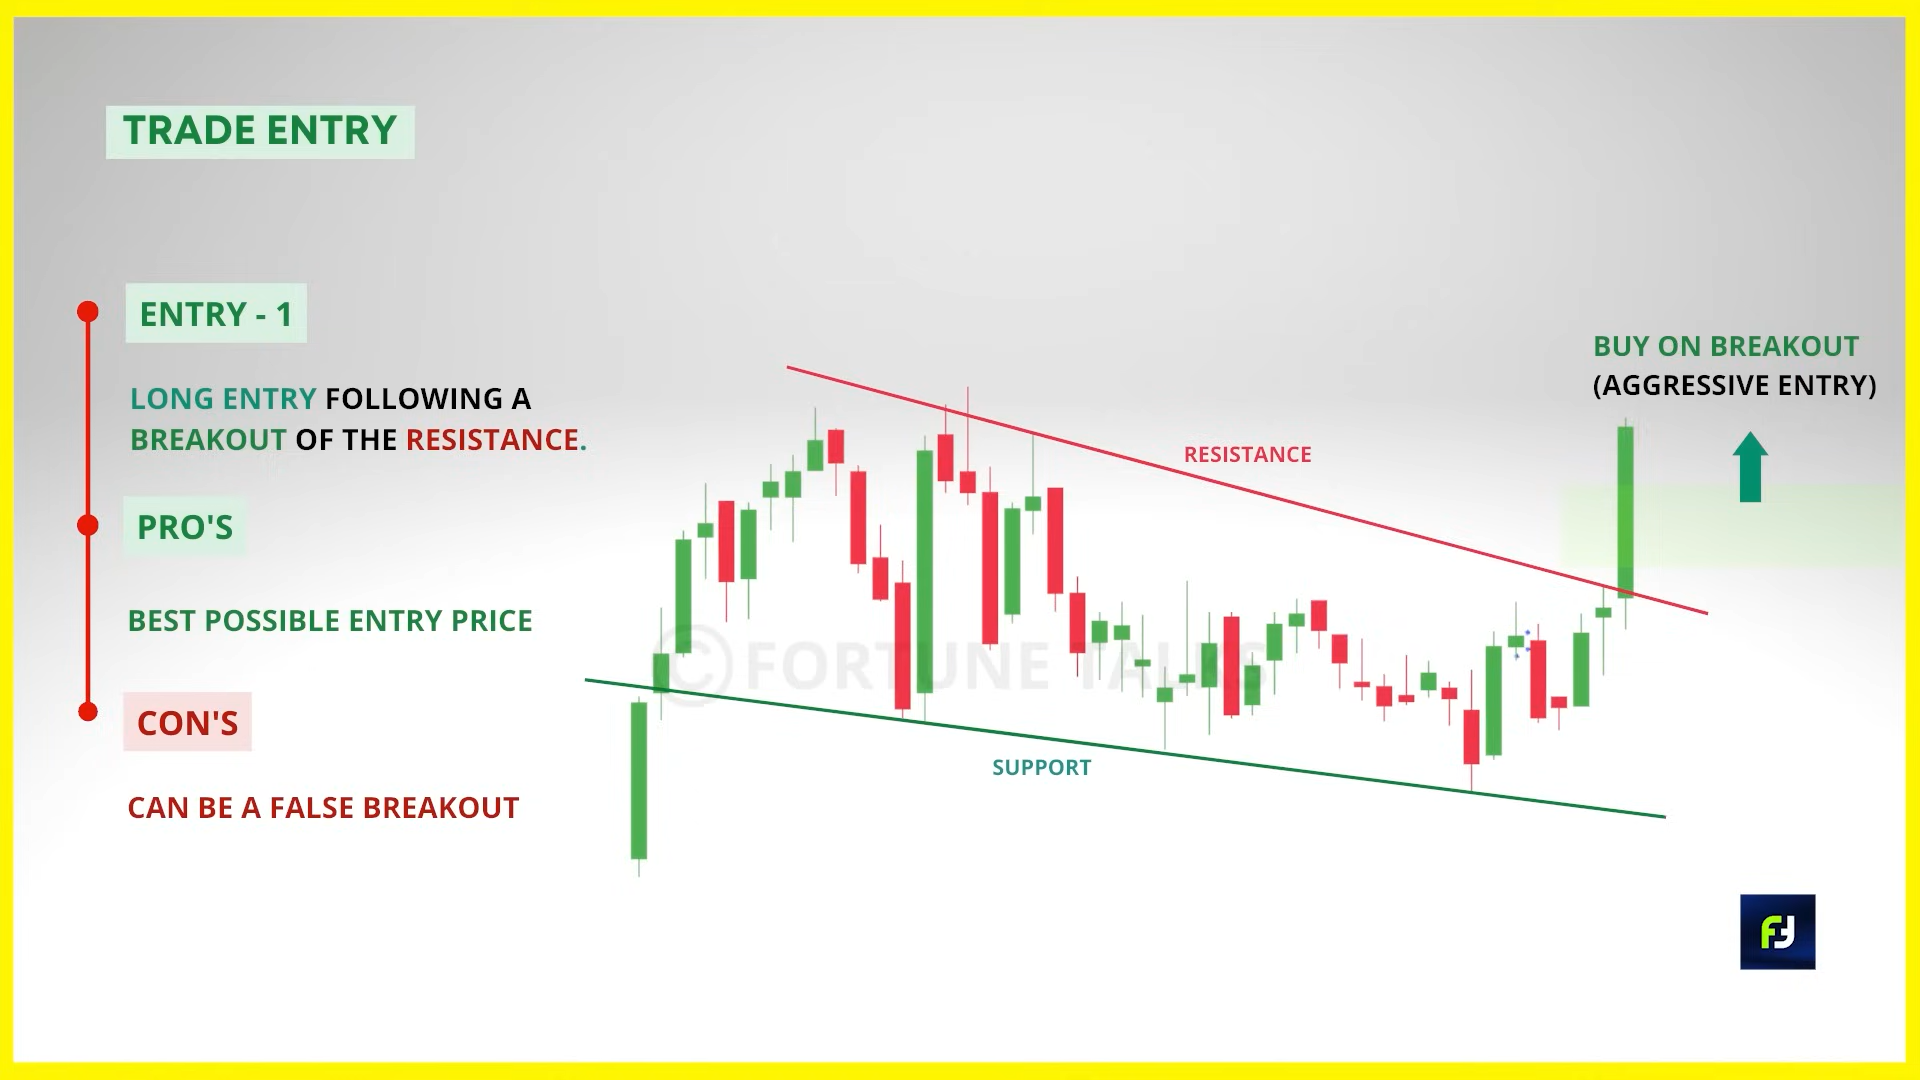 TRADE ENTRY
ENTRY - 1
LONG ENTRY FOLLOWING A
BREAKOUT OF THE RESISTANCE.
PRO'S
BEST POSSIBLE ENTRY PRICE
CON'S
CAN BE A FALSE BREAKOUT
BUY ON BREAKOUT
(AGGRESSIVE ENTRY)
RESISTANCE
© FORTUNE TALKS
SUPPORT